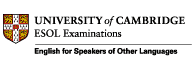 UNIVERSITY of CAMBRIDGE
ESOL Examinations
English for Speakers of Other Languages